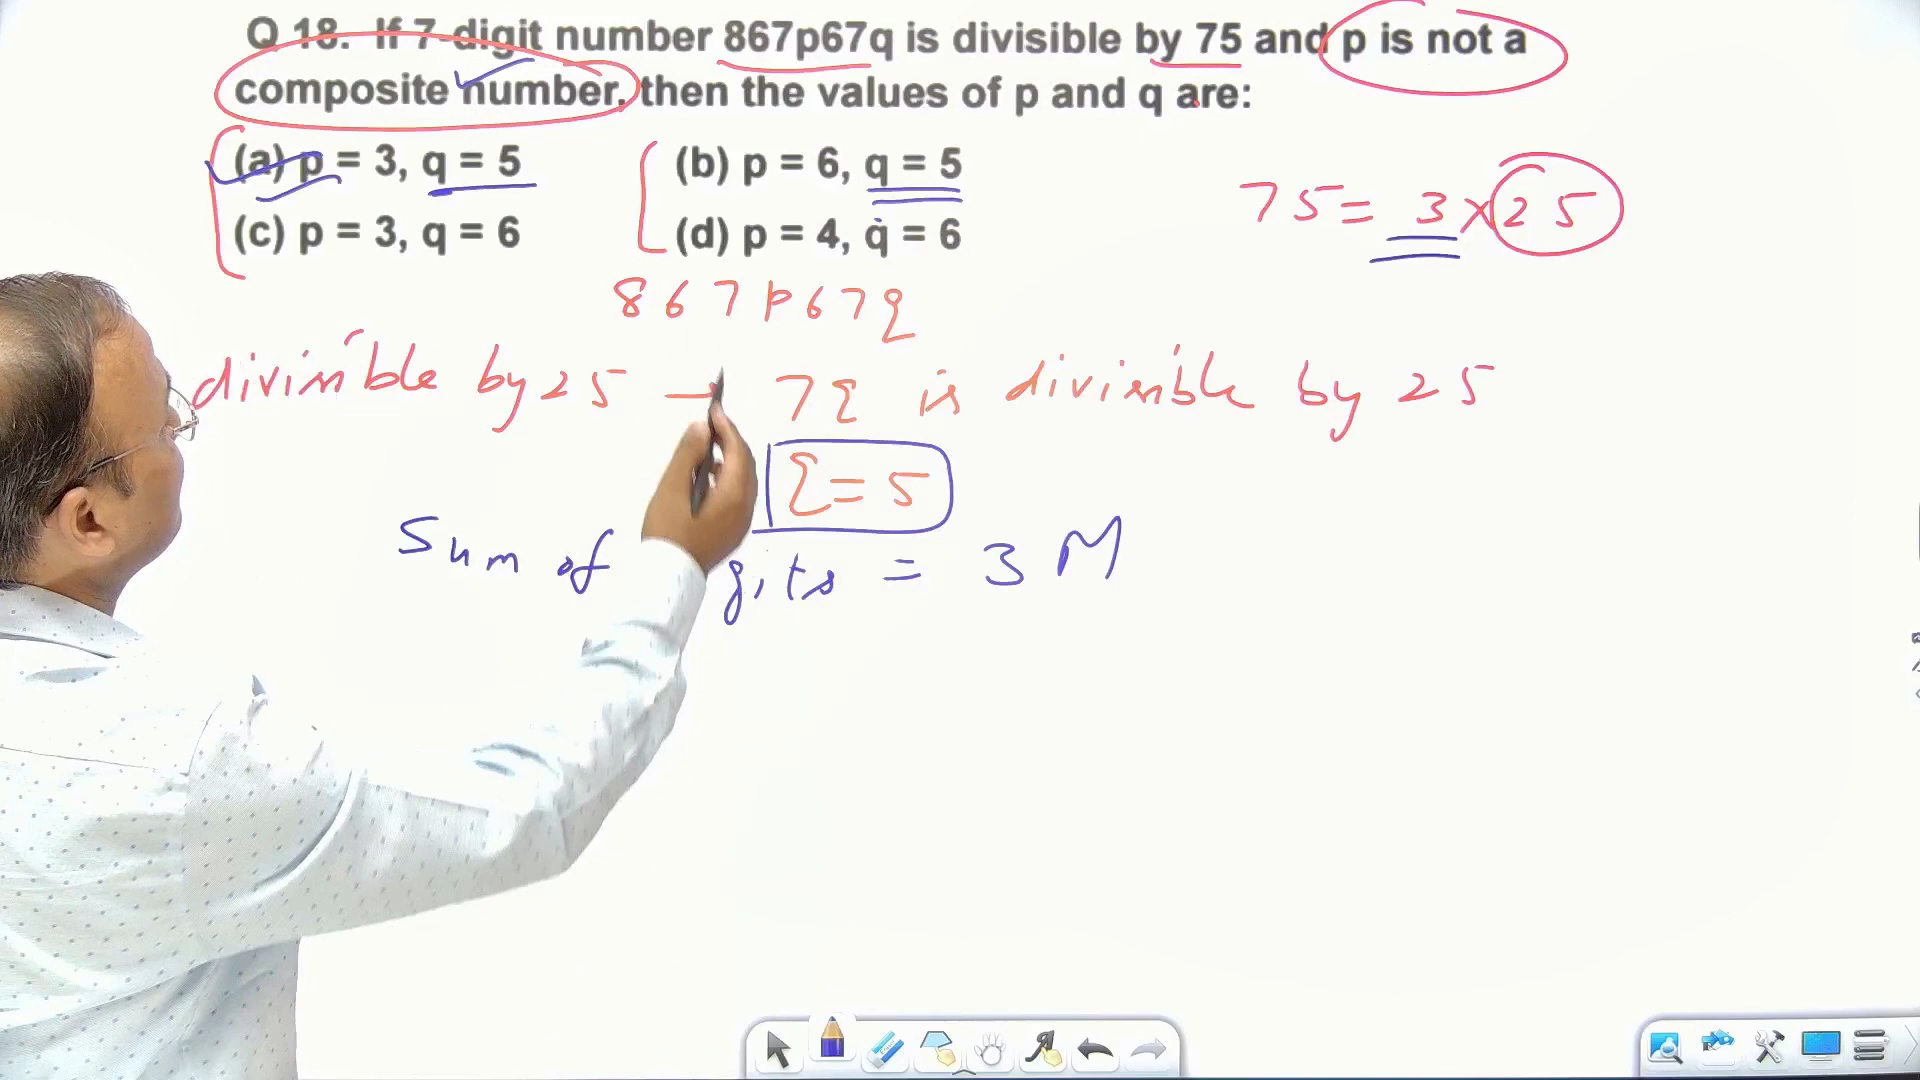 Q 18. If 7-digit number 867p67q is divisible by 75 and p is not a
composite number, then the values of p and q are:
(a) p = 3, q = 5 (b) p = 6, q = 5
(c) p = 3, q = 6 (d) p = 4, q = 6
75 = 3 × 25
867p67q
divisible by 25 → 7q is divisible by 25
q = 5
Sum of gits = 3 M